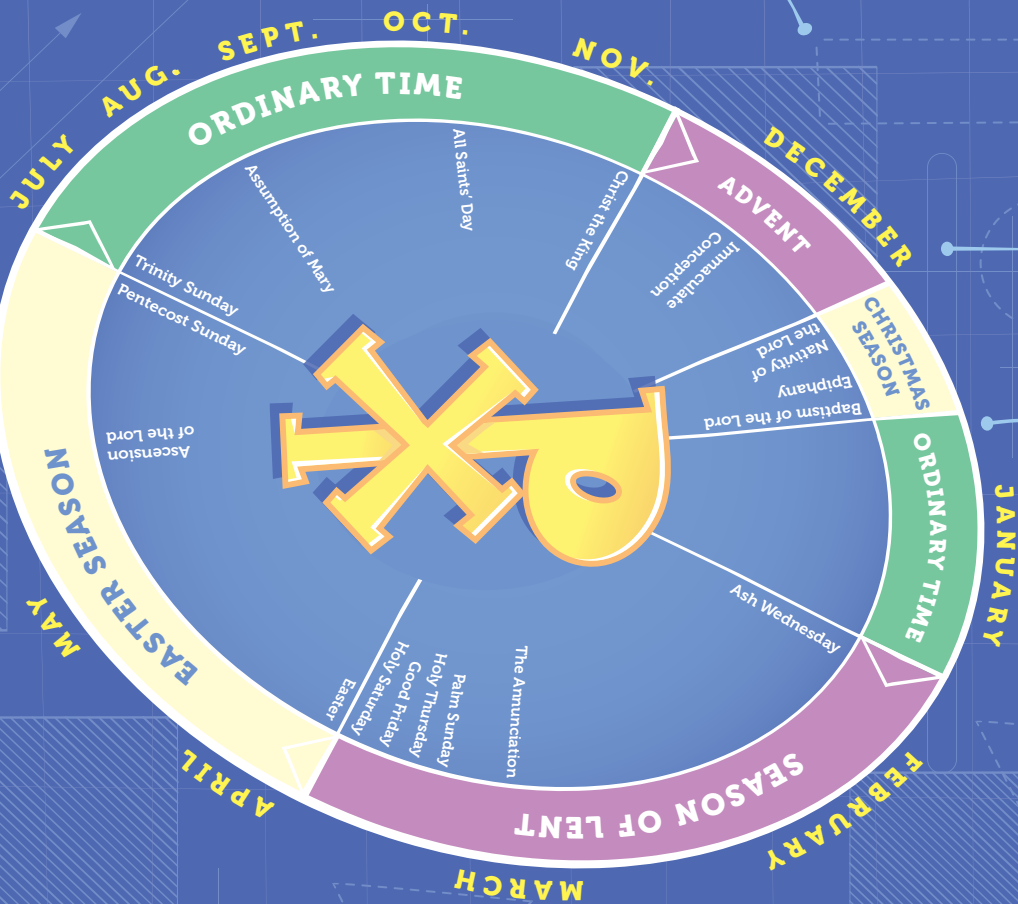 JULY
AUG.
SEPT.
OCT.
NOV.
DECEMBER
JANUARY
FEBRUARY
MARCH
APRIL
MAY
ORDINARY TIME
ADVENT
CHRISTMAS
SEASON
ORDINARY TIME
SEASON OF LENT
EASTER SEASON
Trinity Sunday
Assumption of Mary
All Saints' Day
Christ the King
Immaculate
Conception
Nativity of
the Lord
Epiphany
Baptism of the Lord
Ash Wednesday
The Annunciation
Palm Sunday
Holy Thursday
Good Friday
Holy Saturday
Easter
Ascension
of the Lord
Pentecost Sunday